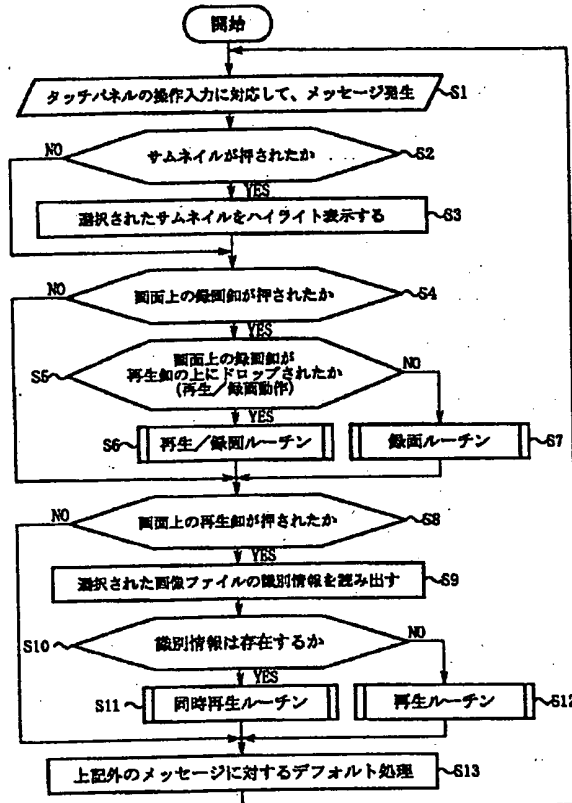 開始
タッチパネルの操作入力に対応して、メッセージ発生
S1
サムネイルが押されたか
S2
NO
YES
選択されたサムネイルをハイライト表示する
S3
画面上の録画釦が押されたか
S4
NO
YES
S5
画面上の録画釦が
再生釦の上にドロップされたか
(再生/録画動作)
NO
YES
S6
再生/録画ルーチン
録画ルーチン
S7
画面上の再生釦が押されたか
S8
NO
YES
選択された画像ファイルの識別情報を読み出す
S9
S10
識別情報は存在するか
NO
YES
S11
同時再生ルーチン
再生ルーチン
S12
上記外のメッセージに対するデフォルト処理
S13